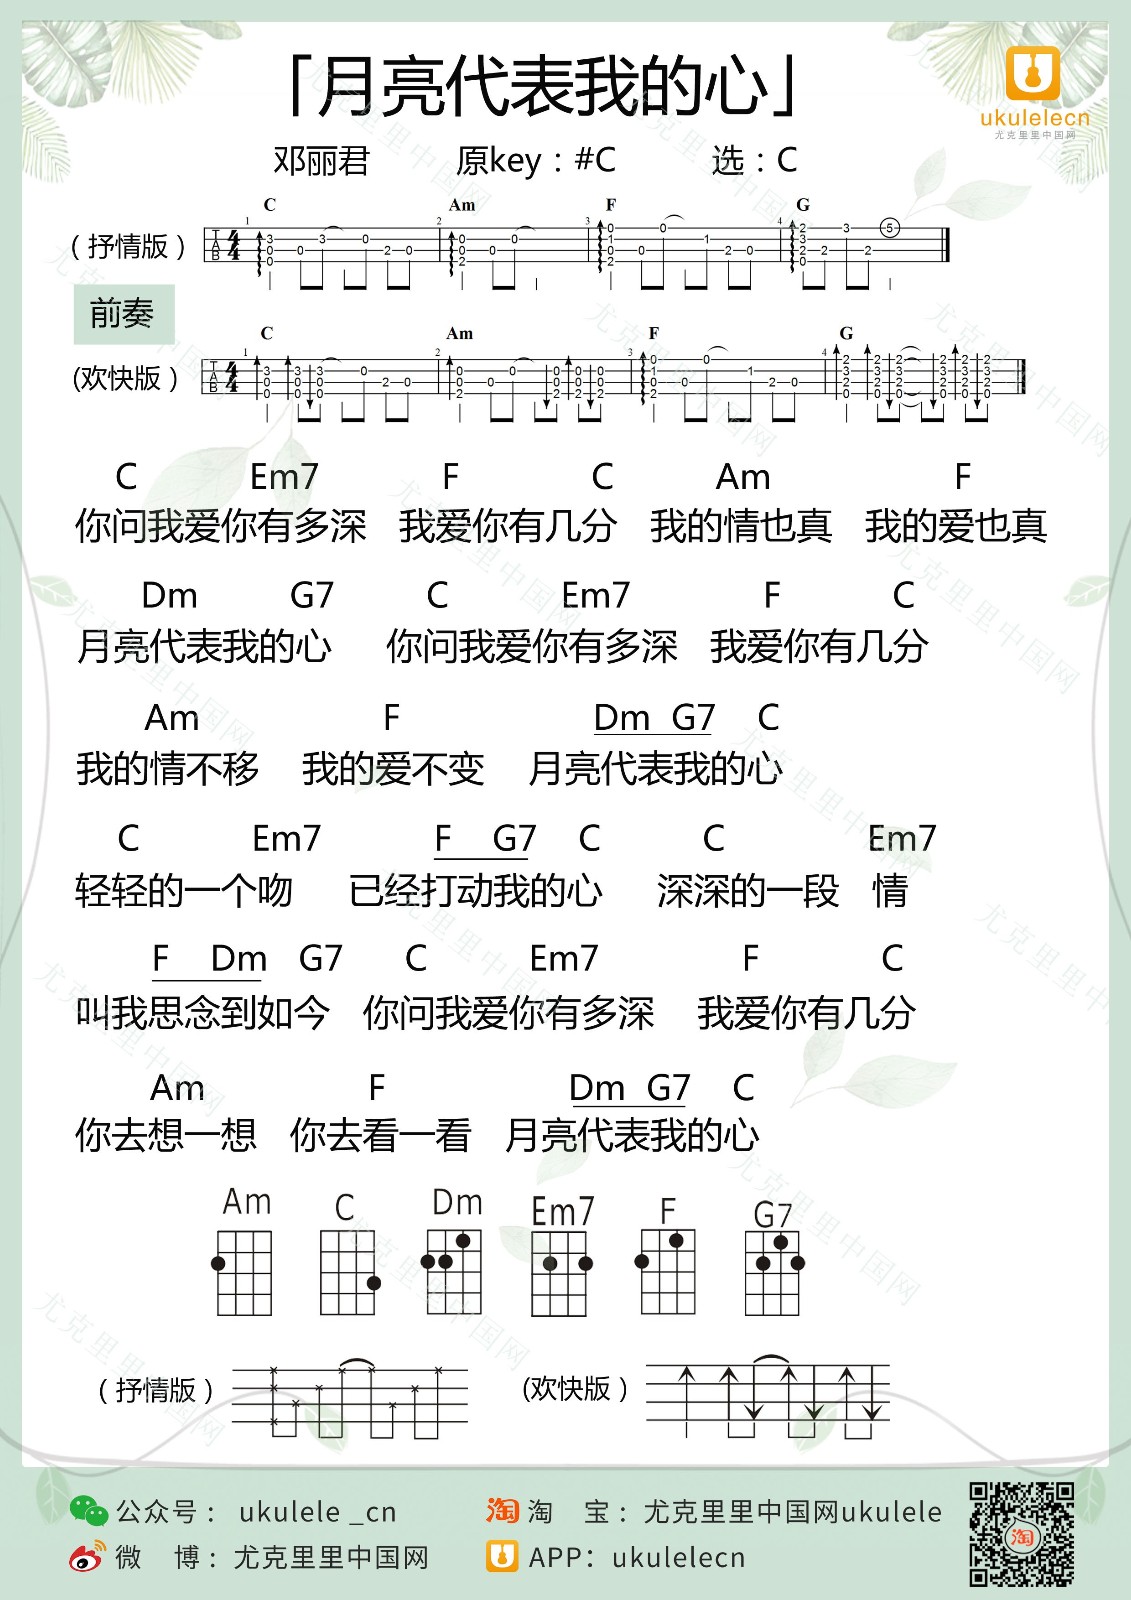 「月亮代表我的心」
ukulelecn
尤克里里中国网
邓丽君 原key：#C 选：C
C Am F G
（抒情版）
前奏
C Am F G
(欢快版）
C Em7 F C Am F
你问我爱你有多深 我爱你有几分 我的情也真 我的爱也真
Dm G7 C Em7 F C
月亮代表我的心 你问我爱你有多深 我爱你有几分
Am F Dm G7 C
我的情不移 我的爱不变 月亮代表我的心
C Em7 F G7 C C Em7
轻轻的一个吻 已经打动我的心 深深的一段 情
F Dm G7 C Em7 F C
叫我思念到如今 你问我爱你有多深 我爱你有几分
Am F Dm G7 C
你去想一想 你去看一看 月亮代表我的心
Am C Dm Em7 F G7
（抒情版） (欢快版）
公众号： ukulele _cn 淘 淘 宝：尤克里里中国网ukulele
微 博：尤克里里中国网 APP：ukulelecn
淘